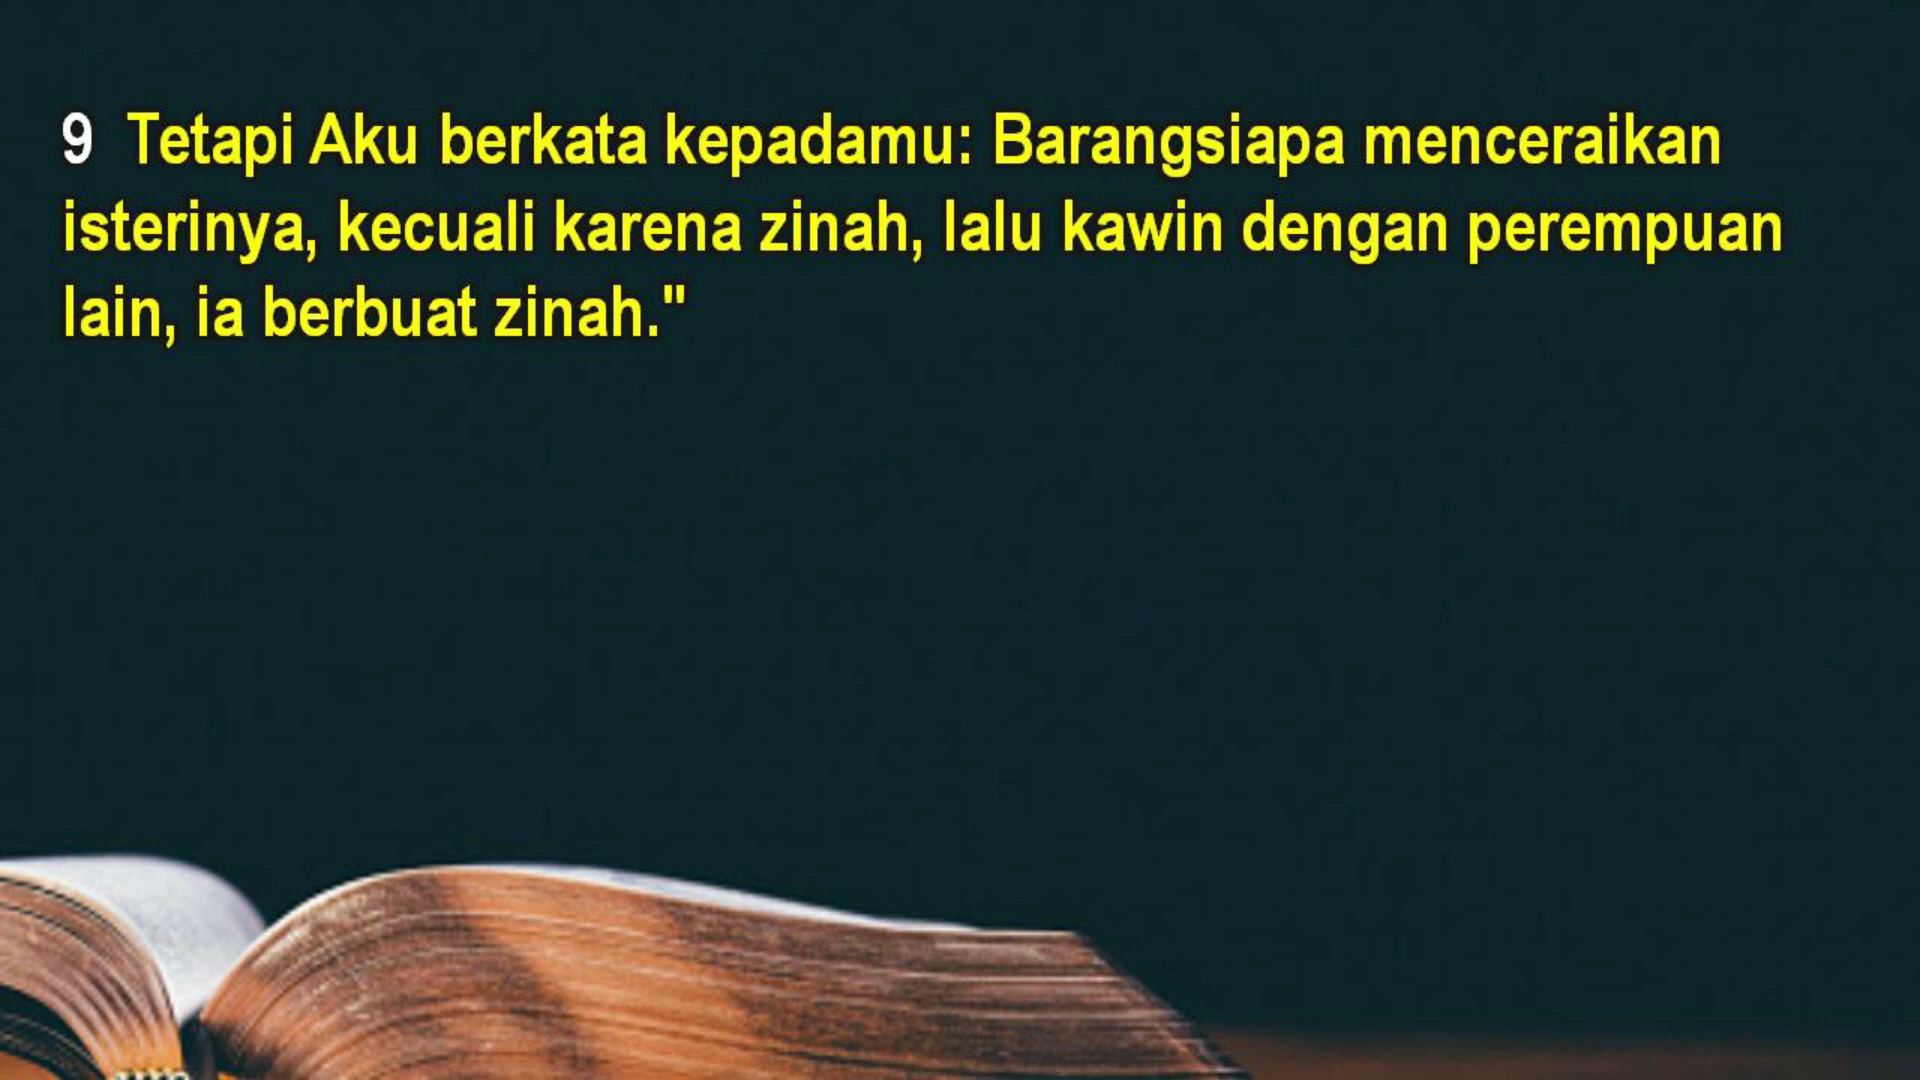 9 Tetapi Aku berkata kepadamu: Barangsiapa menceraikan
isterinya, kecuali karena zinah, lalu kawin dengan perempuan
lain, ia berbuat zinah."